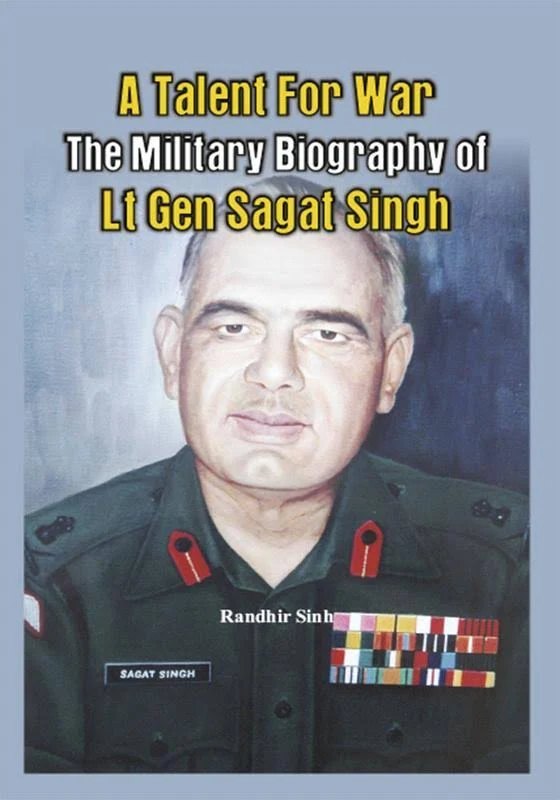 A Talent For War
The Military Biography of
Lt Gen Sagat Singh
Randhir Sinh
SAGAT SINGH